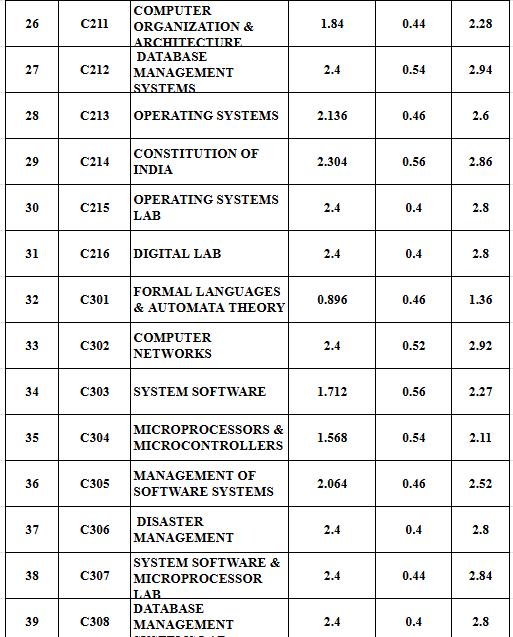 26 C211 COMPUTER ORGANIZATION & ARCHITECTURE 1.84 0.44 2.28
27 C212 DATABASE MANAGEMENT SYSTEMS 2.4 0.54 2.94
28 C213 OPERATING SYSTEMS 2.136 0.46 2.6
29 C214 CONSTITUTION OF INDIA 2.304 0.56 2.86
30 C215 OPERATING SYSTEMS LAB 2.4 0.4 2.8
31 C216 DIGITAL LAB 2.4 0.4 2.8
32 C301 FORMAL LANGUAGES & AUTOMATA THEORY 0.896 0.46 1.36
33 C302 COMPUTER NETWORKS 2.4 0.52 2.92
34 C303 SYSTEM SOFTWARE 1.712 0.56 2.27
35 C304 MICROPROCESSORS & MICROCONTROLLERS 1.568 0.54 2.11
36 C305 MANAGEMENT OF SOFTWARE SYSTEMS 2.064 0.46 2.52
37 C306 DISASTER MANAGEMENT 2.4 0.4 2.8
38 C307 SYSTEM SOFTWARE & MICROPROCESSOR LAB 2.4 0.44 2.84
39 C308 DATABASE MANAGEMENT 2.4 0.4 2.8